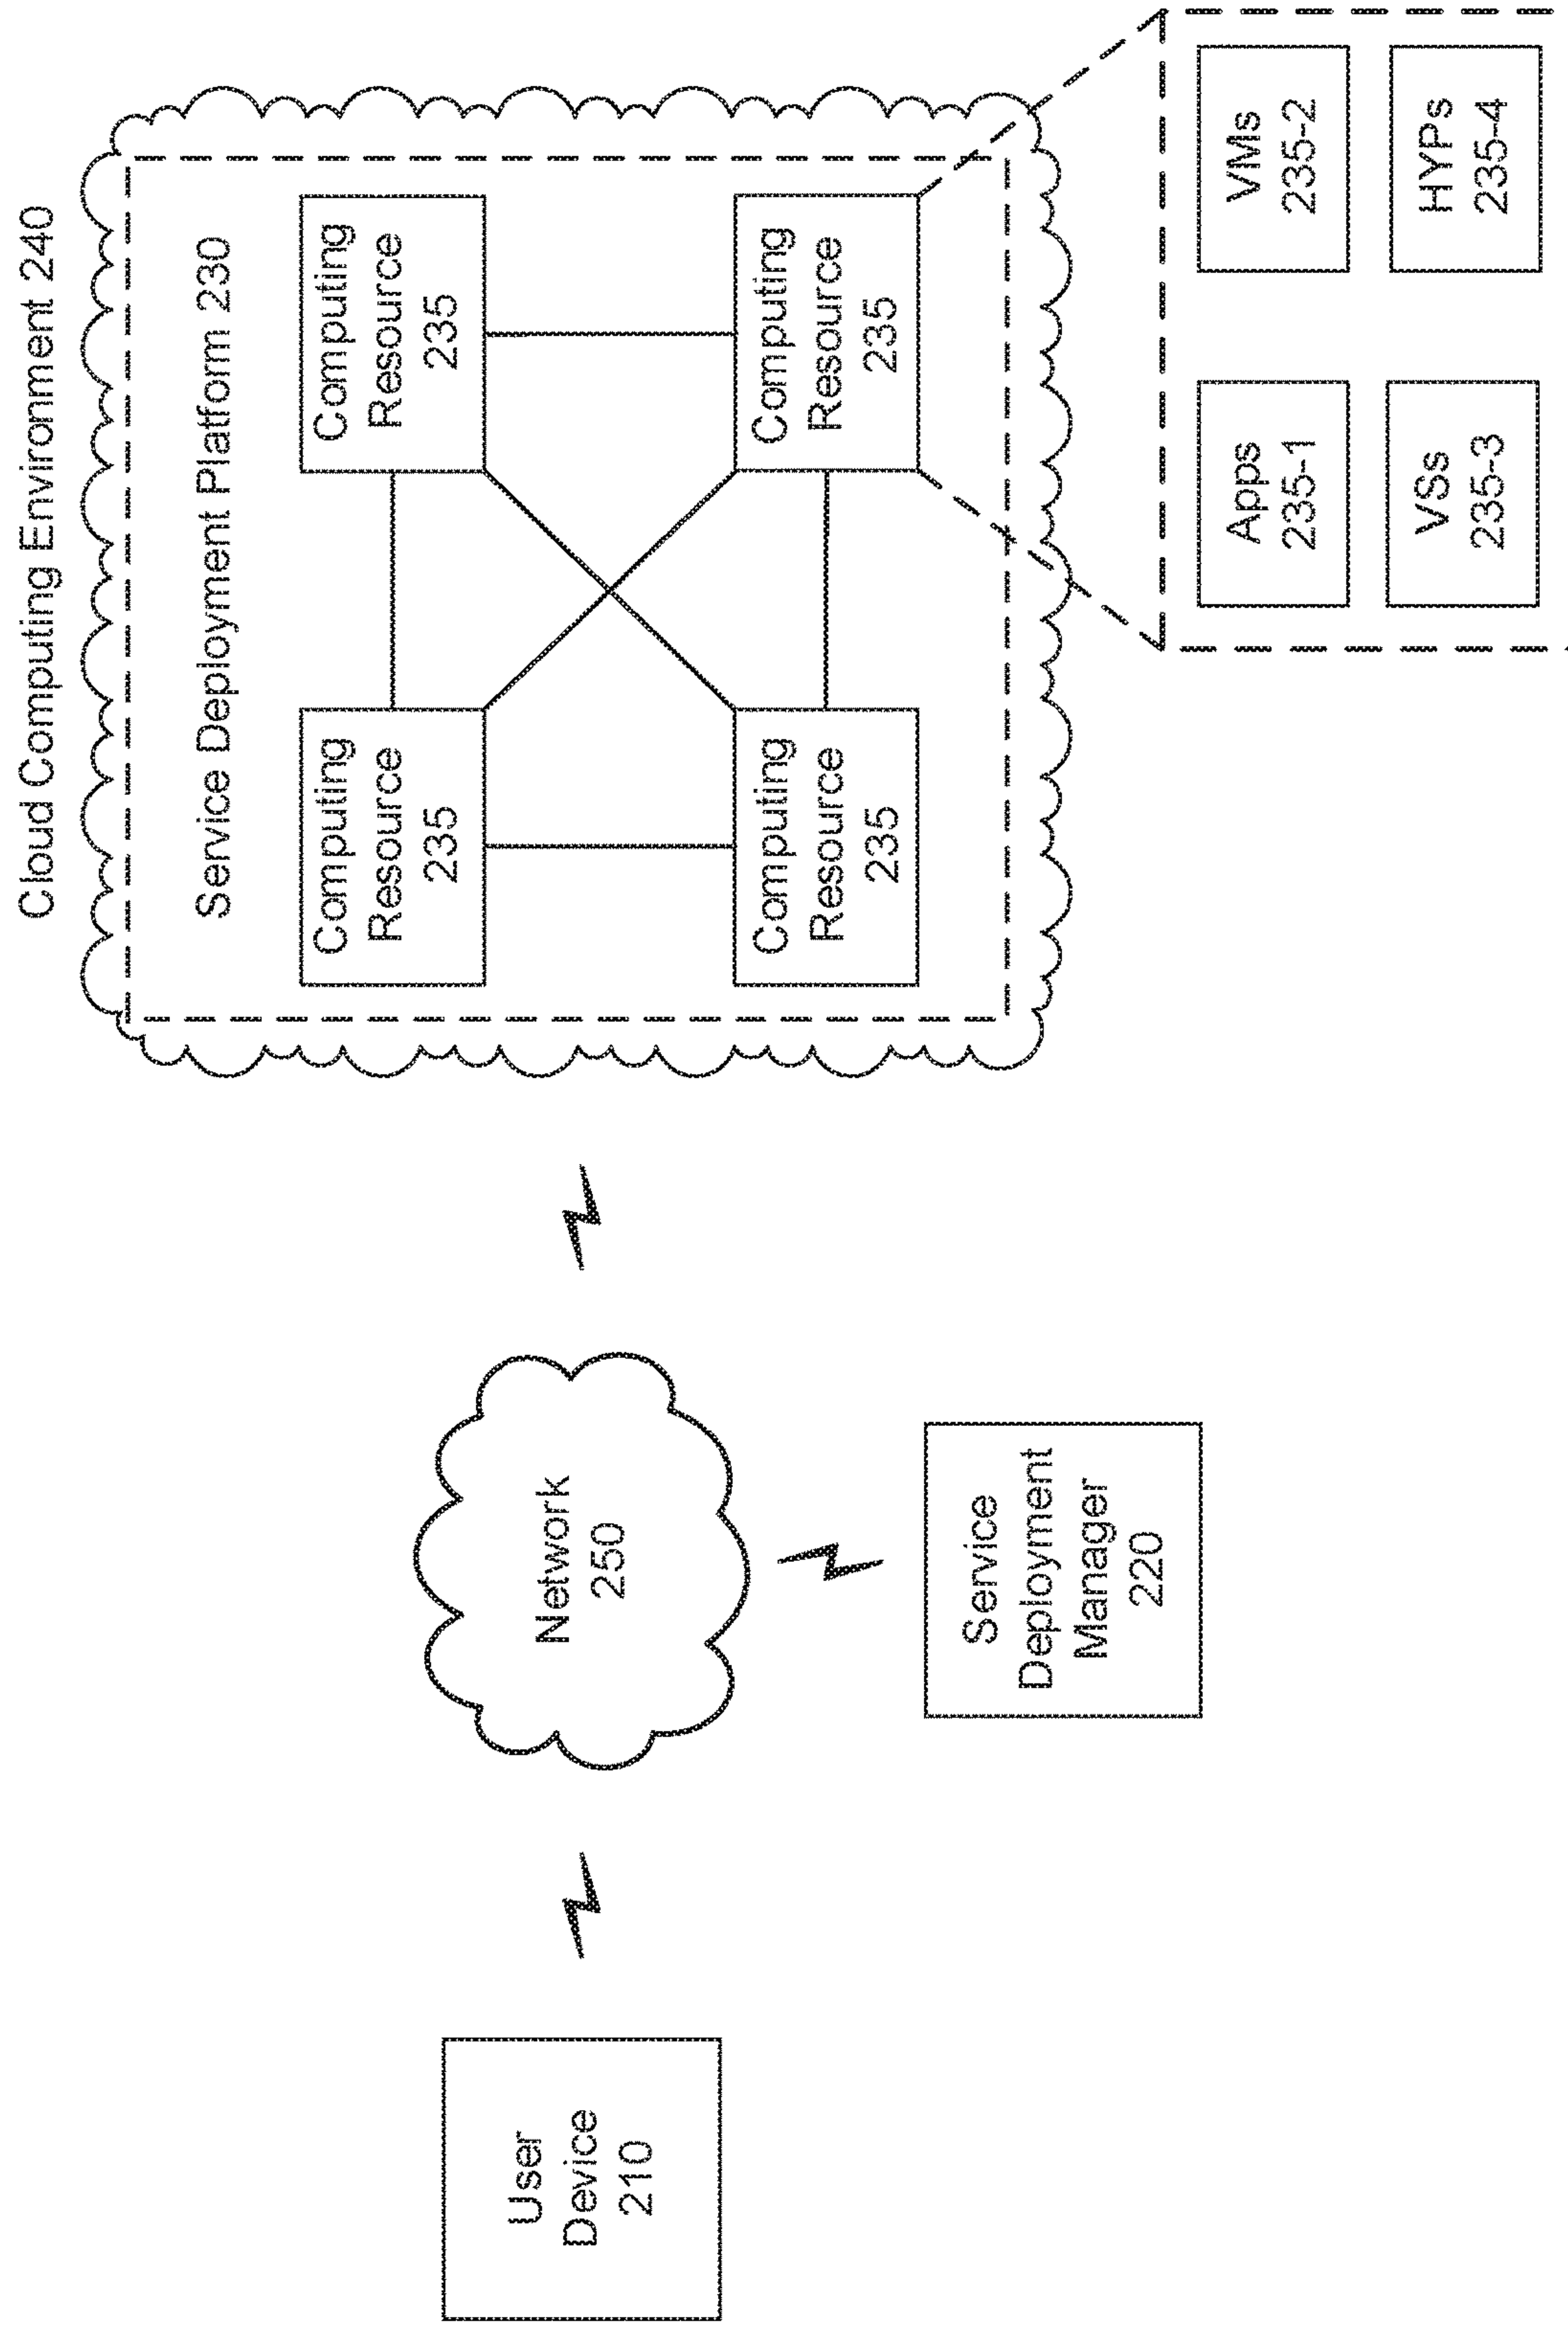 Cloud Computing Environment 240
Service Deployment Platform 230
Computing
Resource
235
Computing
Resource
235
Computing
Resource
235
Computing
Resource
235
User
Device
210
Network
250
Service
Deployment
Manager
220
Apps
235-1
VMs
235-2
VSs
235-3
HYPs
235-4